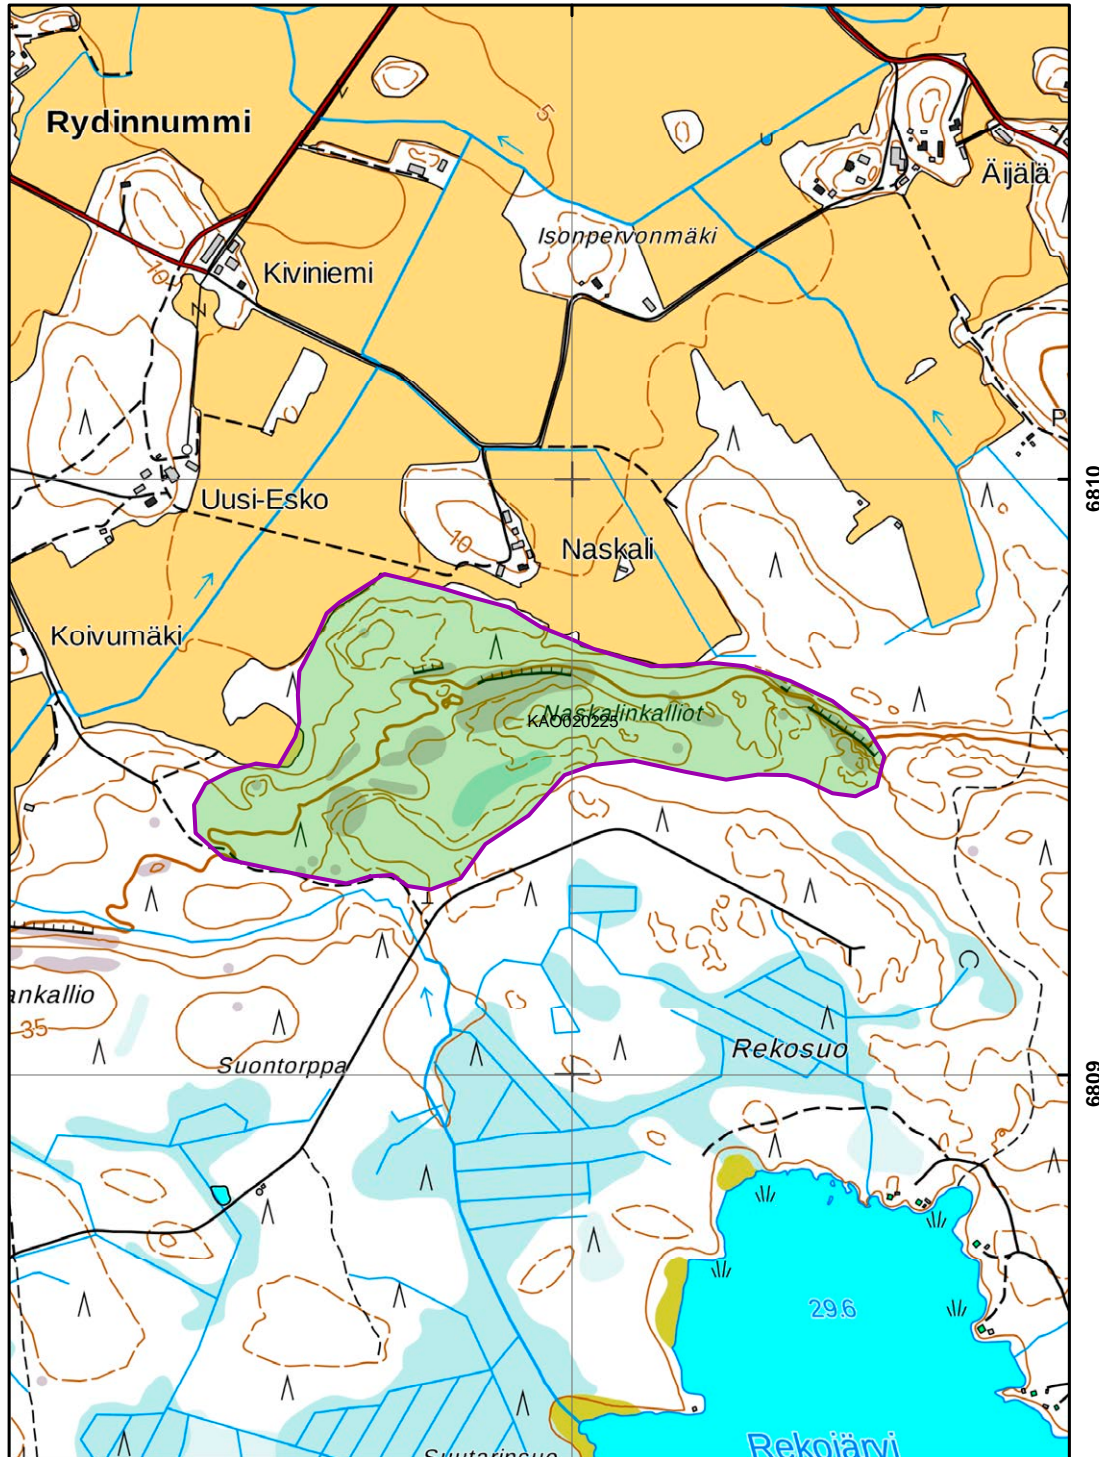 Rydinnummi
5
Äijälä
Isonpervonmäki
10
Kiviniemi
P
6810
Uusi-Esko
10
Naskali
Koivumäki
Naskalinkalliot
KAO020225
ankallio
35
Suontorppa
Rekosuo
6809
29.6
Rekojärvi
Suutarinsuo